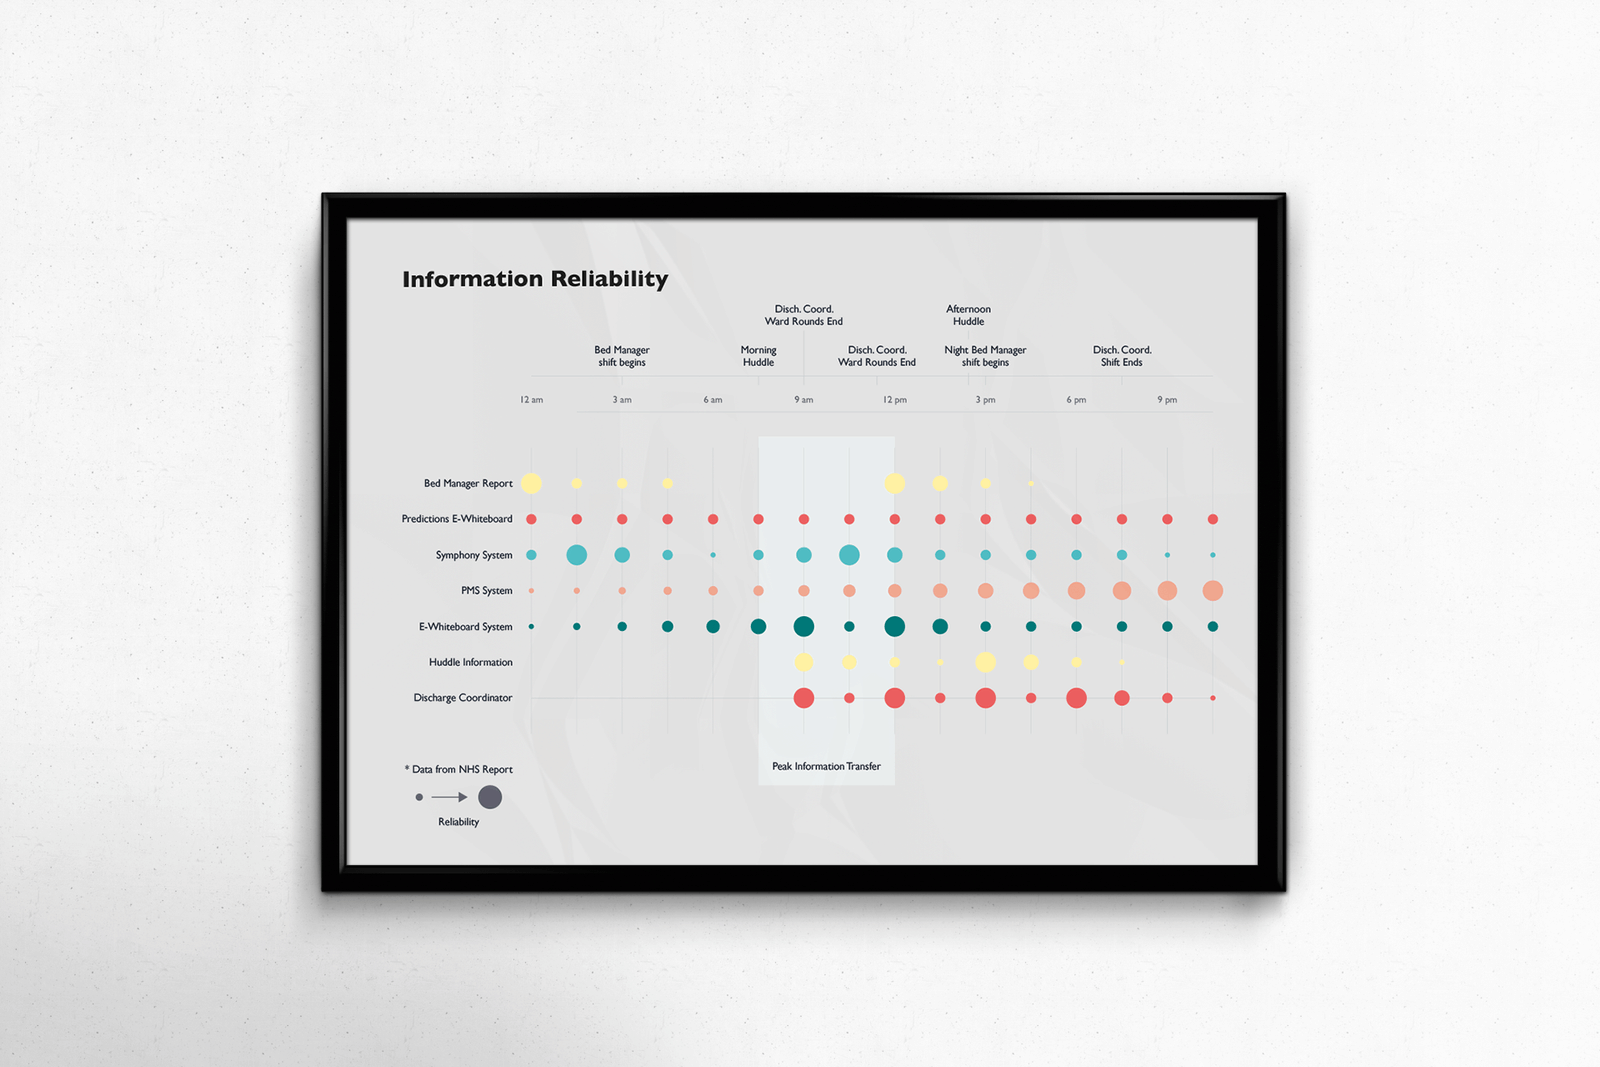 Information Reliability
Disch. Coord.
Ward Rounds End
Afternoon
Huddle
Bed Manager
shift begins
Morning
Huddle
Disch. Coord.
Ward Rounds End
Night Bed Manager
shift begins
Disch. Coord.
Shift Ends
12 am 3 am 6 am 9 am 12 pm 3 pm 6 pm 9 pm
Bed Manager Report
Predictions E-Whiteboard
Symphony System
PMS System
E-Whiteboard System
Huddle Information
Discharge Coordinator
Peak Information Transfer
* Data from NHS Report
Reliability